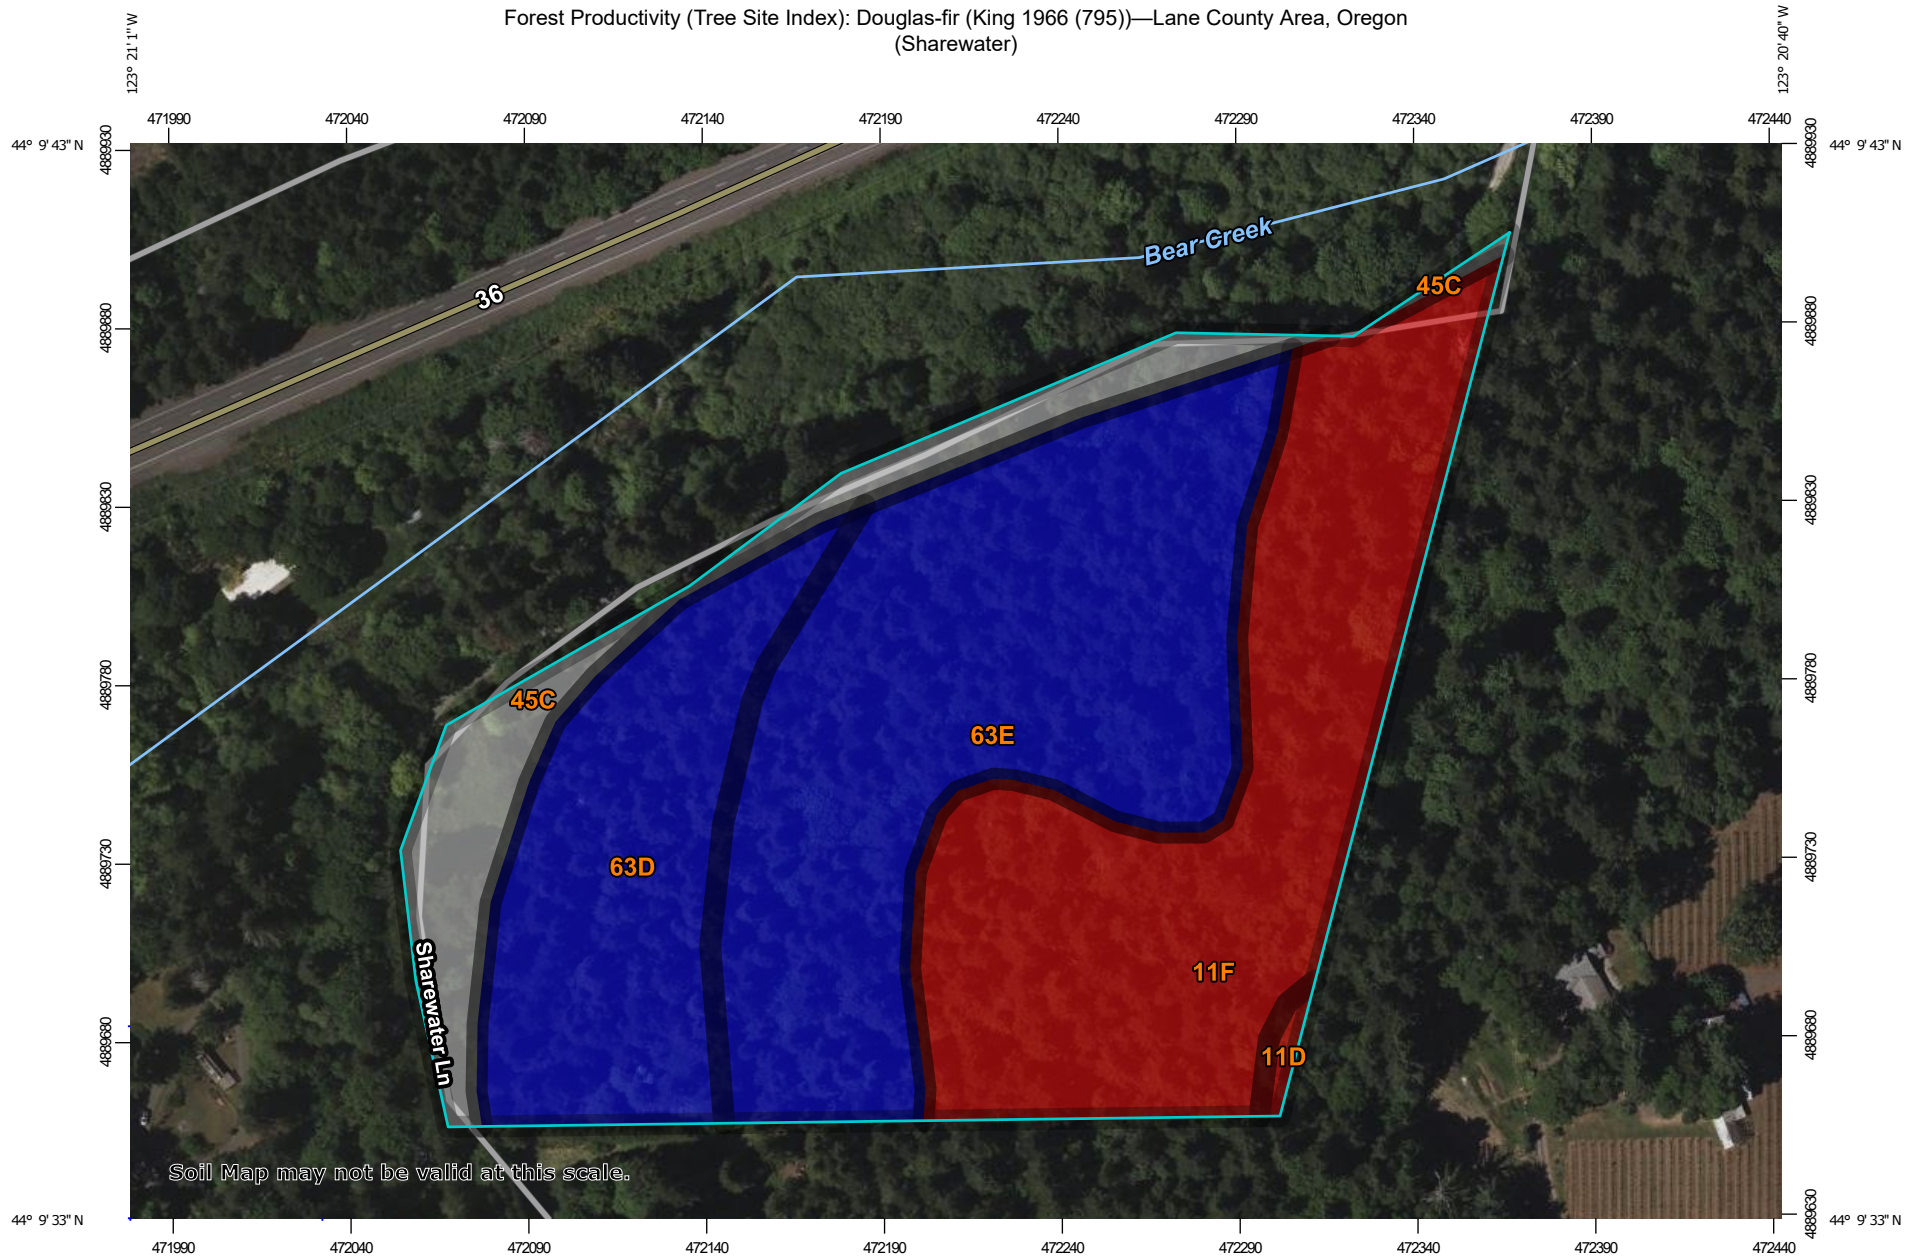 Forest Productivity (Tree Site Index): Douglas-fir (King 1966 (795))—Lane County Area, Oregon
(Sharewater)
123° 21' 1" W
123° 20' 40" W
471990 472040 472090 472140 472190 472240 472290 472340 472390 472440
44° 9' 43" N
44° 9' 43" N
4889930
4889930
Bear Creek
45C
36
4889880
4889880
4889830
4889830
4889780
4889780
45C
63E
63D
4889730
4889730
11F
Sharewater Ln
4889680
4889680
11D
Soil Map may not be valid at this scale.
4889630
44° 9' 33" N
44° 9' 33" N
471990 472040 472090 472140 472190 472240 472290 472340 472390 472440